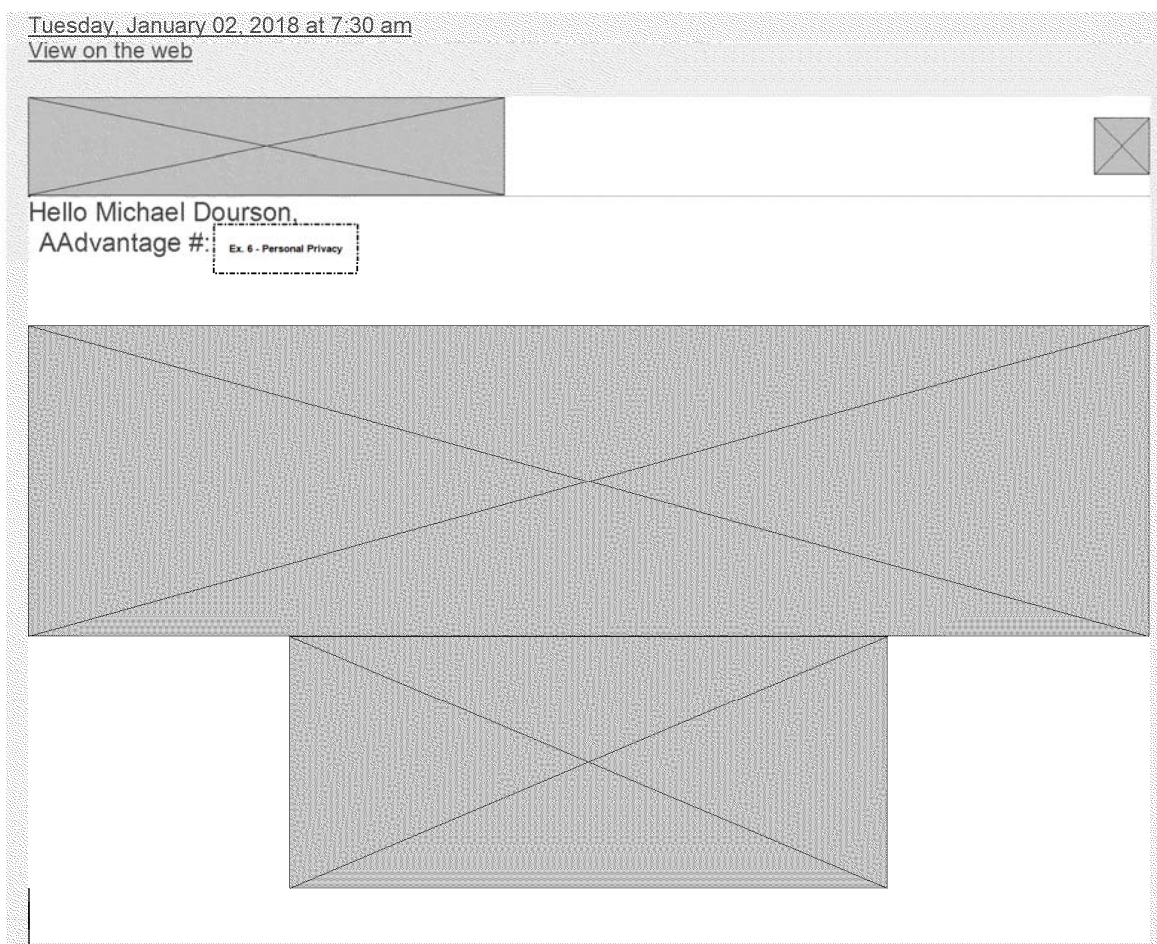 Tuesday, January 02, 2018 at 7:30 am
View on the web
Hello Michael Dourson,
AAdvantage #: Ex. 6 - Personal Privacy